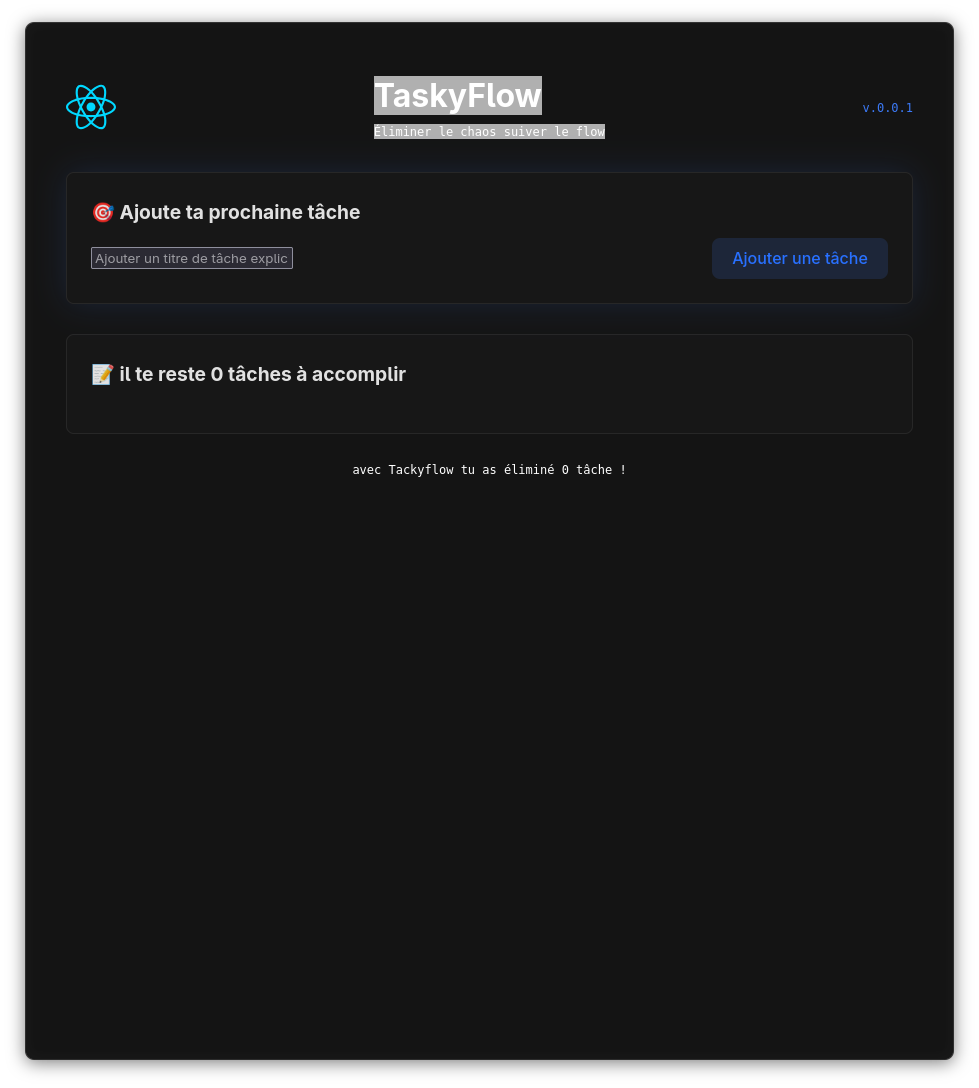 TaskyFlow
Éliminer le chaos suiver le flow
v.0.0.1
🎯 Ajoute ta prochaine tâche
Ajouter un titre de tâche explic
Ajouter une tâche
📝 il te reste 0 tâches à accomplir
avec Tackyflow tu as éliminé 0 tâche !